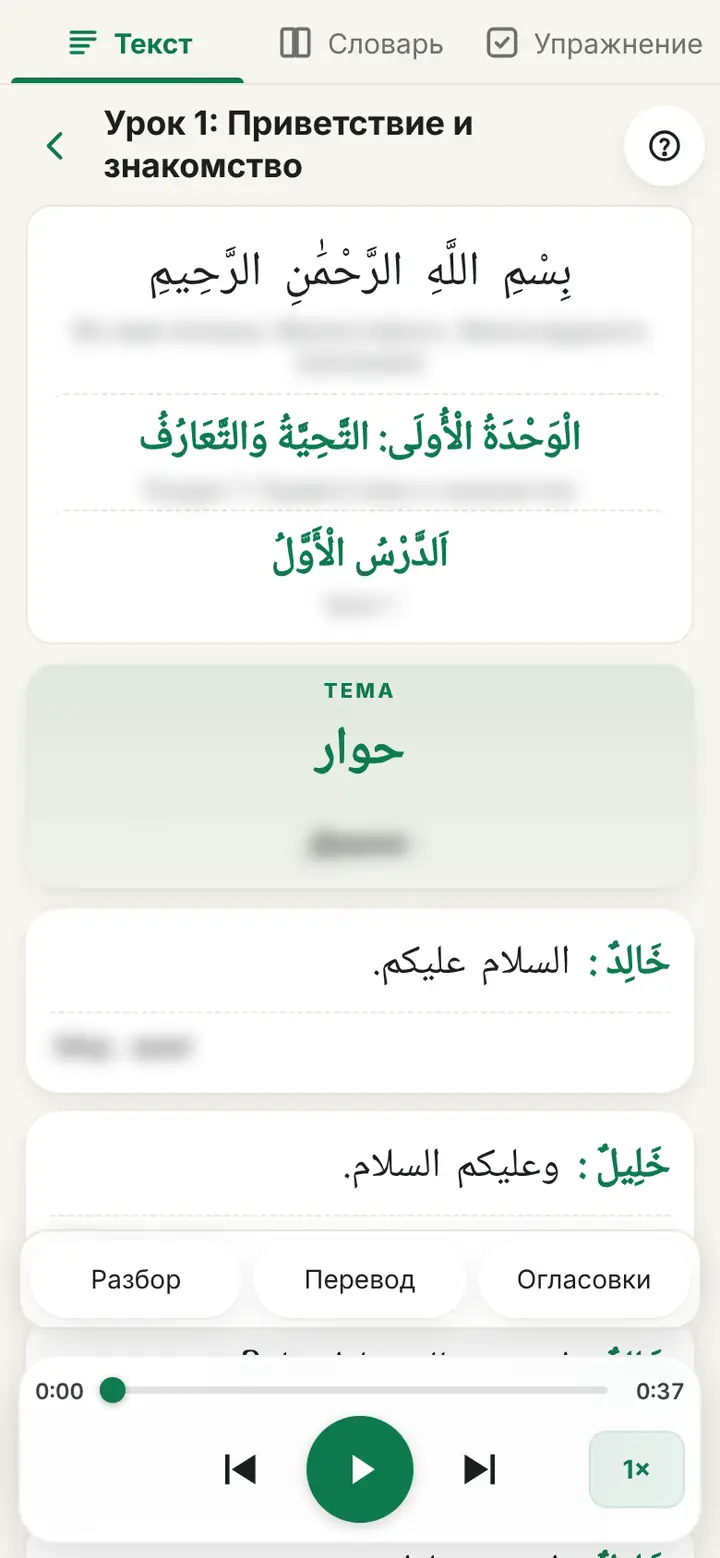 Текст Словарь Упражнение
Урок 1: Приветствие и
знакомство
بِسْمِ اللَّهِ الرَّحْمَٰنِ الرَّحِيمِ
الْوَحْدَةُ الْأُولَى: التَّحِيَّةُ وَالتَّعَارُفُ
اَلدَّرْسُ الْأَوَّلُ
ТЕМА
حوار
خَالِدٌ : السلام عليكم.
خَلِيلٌ : وعليكم السلام.
Разбор Перевод Огласовки
0:00 0:37
1×